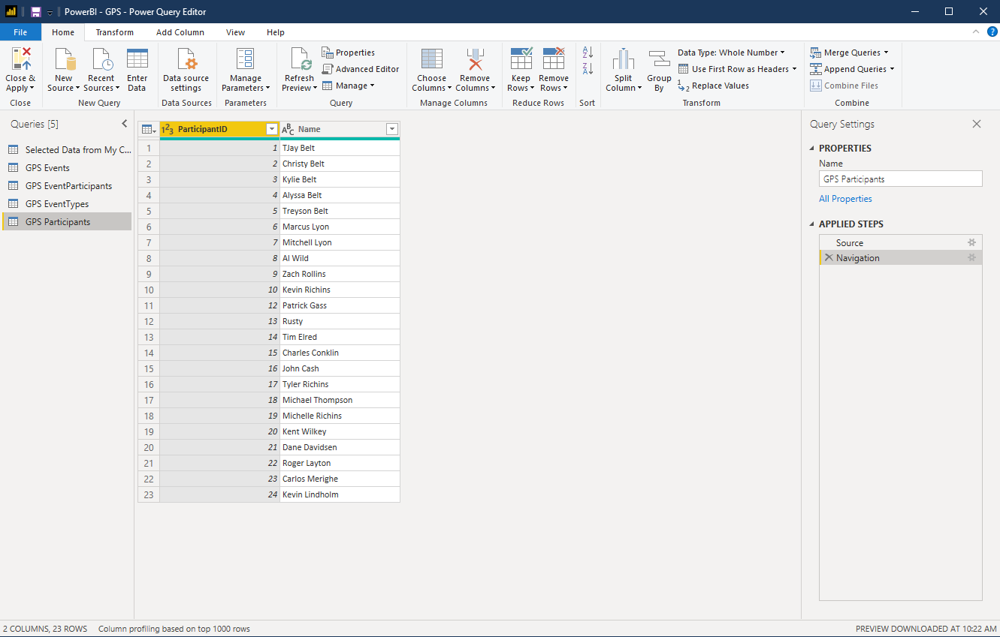 PowerBI - GPS - Power Query Editor
File Home Transform Add Column View Help
Close & Apply
Close
New Source
Recent Sources
Enter Data
New Query
Data source settings
Data Sources
Manage Parameters
Parameters
Refresh Preview
Properties
Advanced Editor
Manage
Query
Choose Columns
Remove Columns
Manage Columns
Keep Rows
Remove Rows
Reduce Rows
Sort
Split Column
Group By
Data Type: Whole Number
Use First Row as Headers
Replace Values
Transform
Merge Queries
Append Queries
Combine Files
Combine
Queries [5]
Selected Data from My C...
GPS Events
GPS EventParticipants
GPS EventTypes
GPS Participants
ParticipantID Name
1 1 TJay Belt
2 2 Christy Belt
3 3 Kylie Belt
4 4 Alyssa Belt
5 5 Treyson Belt
6 6 Marcus Lyon
7 7 Mitchell Lyon
8 8 Al Wild
9 9 Zach Rollins
10 10 Kevin Richins
11 12 Patrick Gass
12 13 Rusty
13 14 Tim Elred
14 15 Charles Conklin
15 16 John Cash
16 17 Tyler Richins
17 18 Michael Thompson
18 19 Michelle Richins
19 20 Kent Wilkey
20 21 Dane Davidsen
21 22 Roger Layton
22 23 Carlos Merighe
23 24 Kevin Lindholm
Query Settings
PROPERTIES
Name
GPS Participants
All Properties
APPLIED STEPS
Source
Navigation
2 COLUMNS, 23 ROWS Column profiling based on top 1000 rows
PREVIEW DOWNLOADED AT 10:22 AM